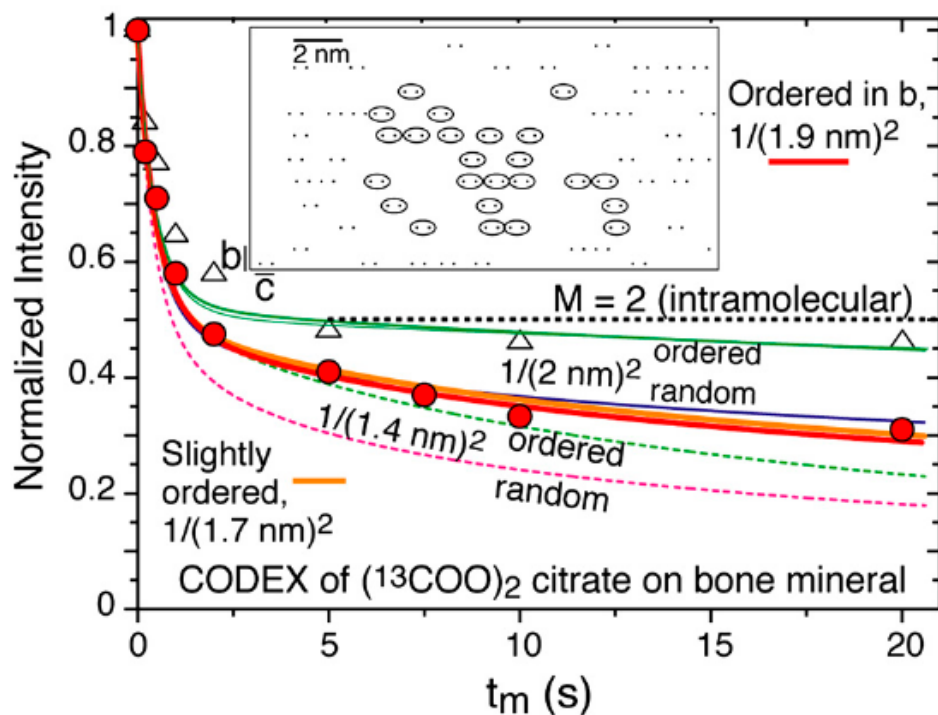 1
0.8
0.6
0.4
0.2
0
Normalized Intensity
2 nm
b
c̅
Ordered in b,
1/(1.9 nm)²
M = 2 (intramolecular)
ordered
1/(2 nm)²
random
1/(1.4 nm)²
ordered
random
Slightly
ordered,
1/(1.7 nm)²
CODEX of (¹³COO)₂ citrate on bone mineral
0 5 10 15 20
tₘ (s)